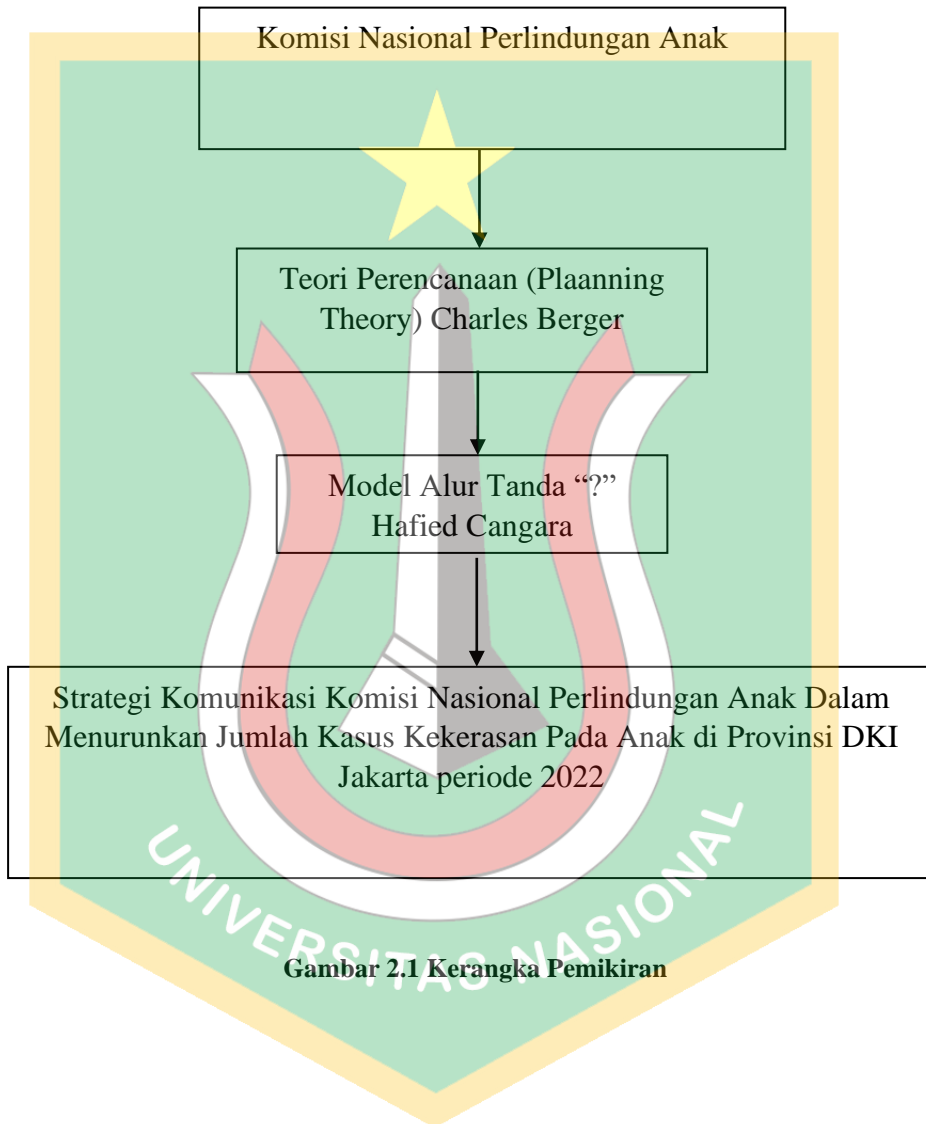 Komisi Nasional Perlindungan Anak
Teori Perencanaan (Plaanning
Theory) Charles Berger
Model Alur Tanda “?”
Hafied Cangara
Strategi Komunikasi Komisi Nasional Perlindungan Anak Dalam
Menurunkan Jumlah Kasus Kekerasan Pada Anak di Provinsi DKI
Jakarta periode 2022
UNIVERSITAS NASIONAL
Gambar 2.1 Kerangka Pemikiran